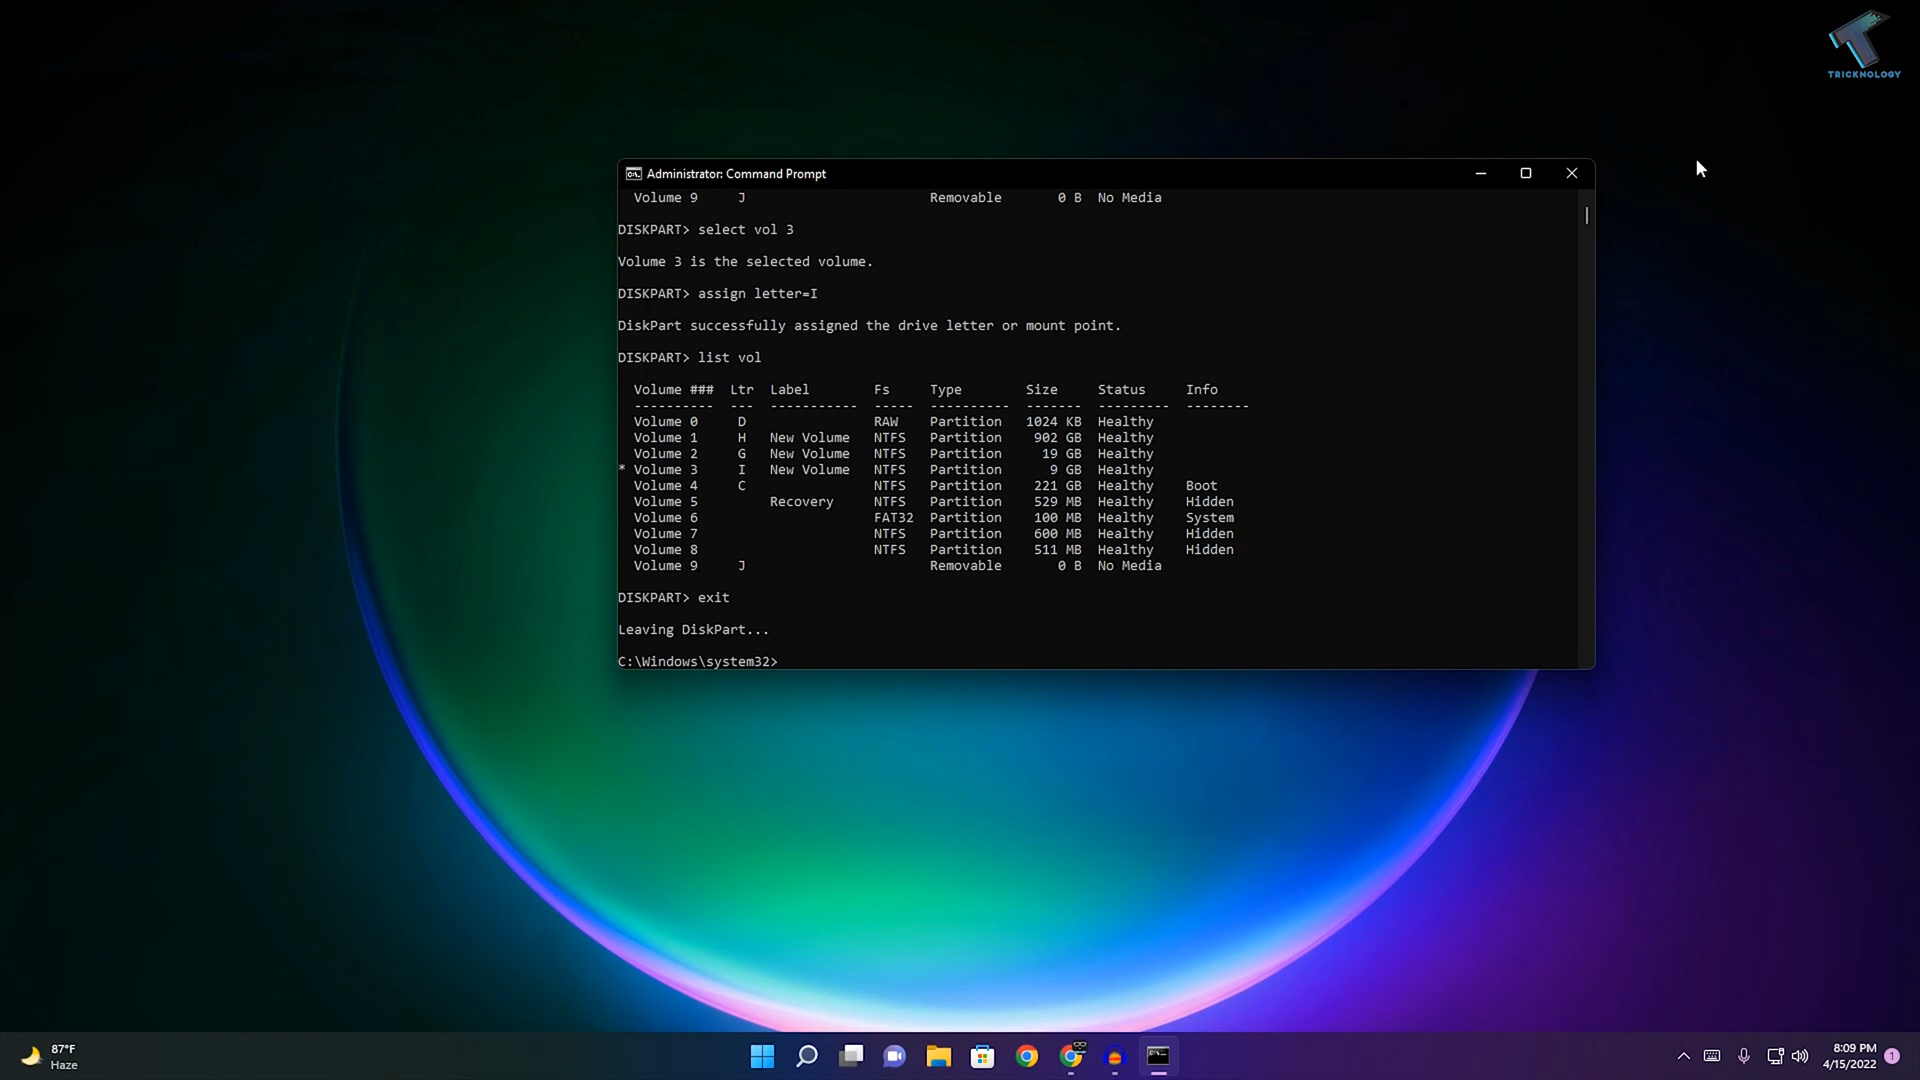 TRICKNOLOGY
Administrator: Command Prompt
Volume 9 J Removable 0 B No Media
DISKPART> select vol 3
Volume 3 is the selected volume.
DISKPART> assign letter=I
DiskPart successfully assigned the drive letter or mount point.
DISKPART> list vol
Volume ### Ltr Label Fs Type Size Status Info
---------- --- ----------- ----- ---------- ------- --------- --------
Volume 0 D RAW Partition 1024 KB Healthy
Volume 1 H New Volume NTFS Partition 902 GB Healthy
Volume 2 G New Volume NTFS Partition 19 GB Healthy
* Volume 3 I New Volume NTFS Partition 9 GB Healthy
Volume 4 C NTFS Partition 221 GB Healthy Boot
Volume 5 Recovery NTFS Partition 529 MB Healthy Hidden
Volume 6 FAT32 Partition 100 MB Healthy System
Volume 7 NTFS Partition 600 MB Healthy Hidden
Volume 8 NTFS Partition 511 MB Healthy Hidden
Volume 9 J Removable 0 B No Media
DISKPART> exit
Leaving DiskPart...
C:\Windows\system32>
87°F
Haze
8:09 PM
4/15/2022
1